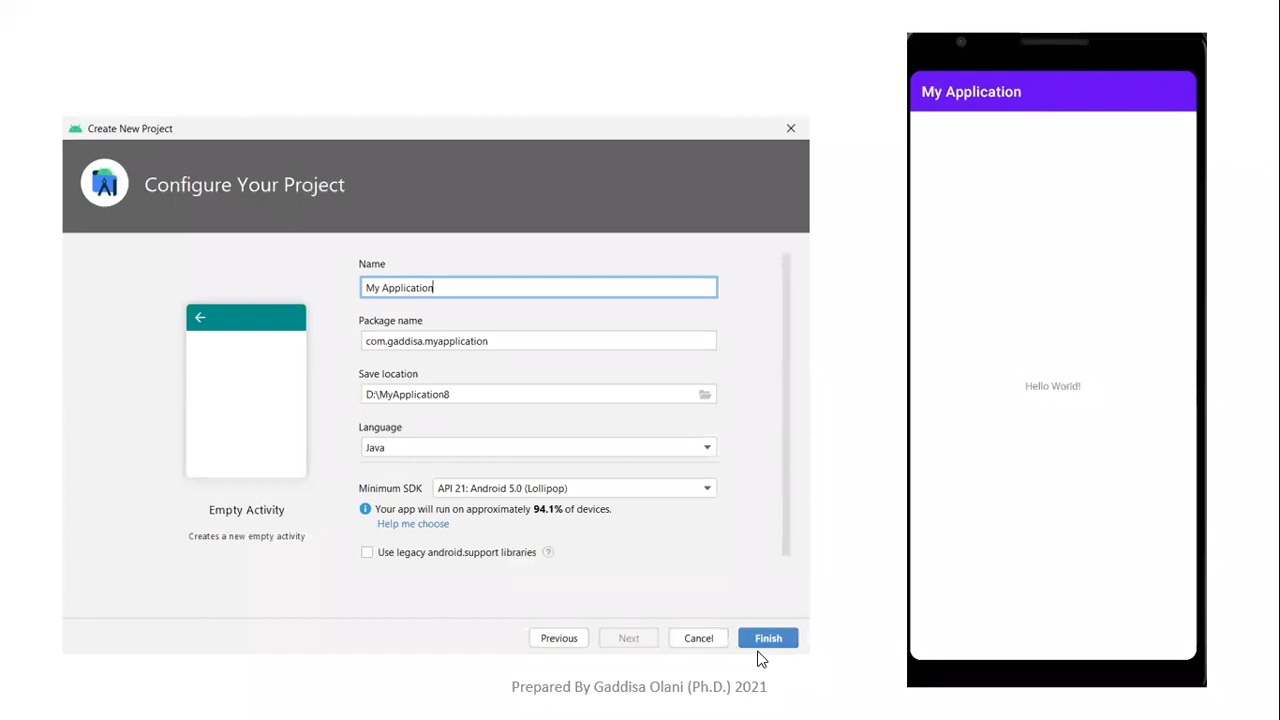 Create New Project
Configure Your Project
Name
My Application
Package name
com.gaddisa.myapplication
Save location
D:\MyApplication8
Language
Java
Minimum SDK API 21: Android 5.0 (Lollipop)
Your app will run on approximately 94.1% of devices.
Help me choose
Use legacy android.support libraries ?
Empty Activity
Creates a new empty activity
Previous Next Cancel Finish
My Application
Hello World!
Prepared By Gaddisa Olani (Ph.D.) 2021